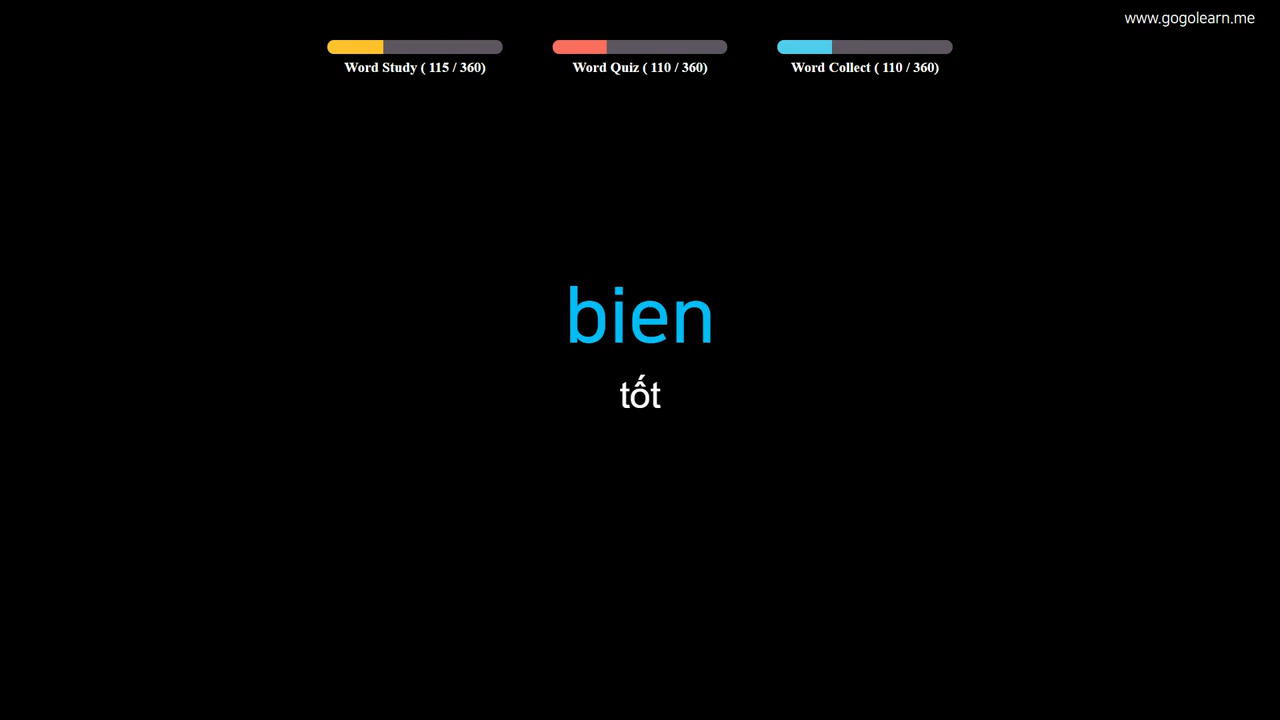 www.gogolearn.me
Word Study ( 115 / 360)
Word Quiz ( 110 / 360)
Word Collect ( 110 / 360)
bien
tốt